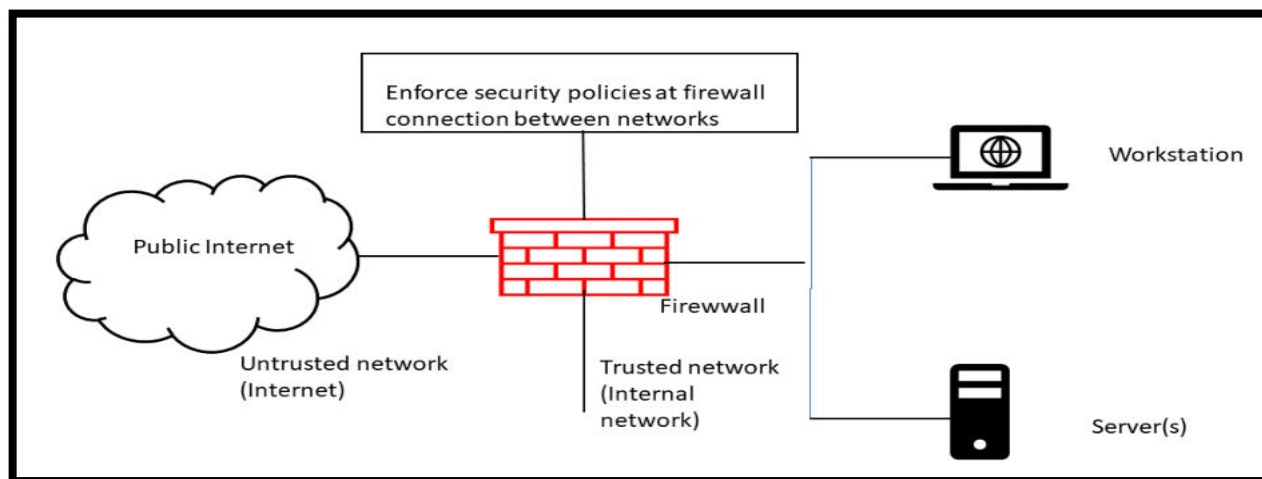 Enforce security policies at firewall
connection between networks
Workstation
Public Internet
Firewwall
Untrusted network
(Internet)
Trusted network
(Internal
network)
Server(s)